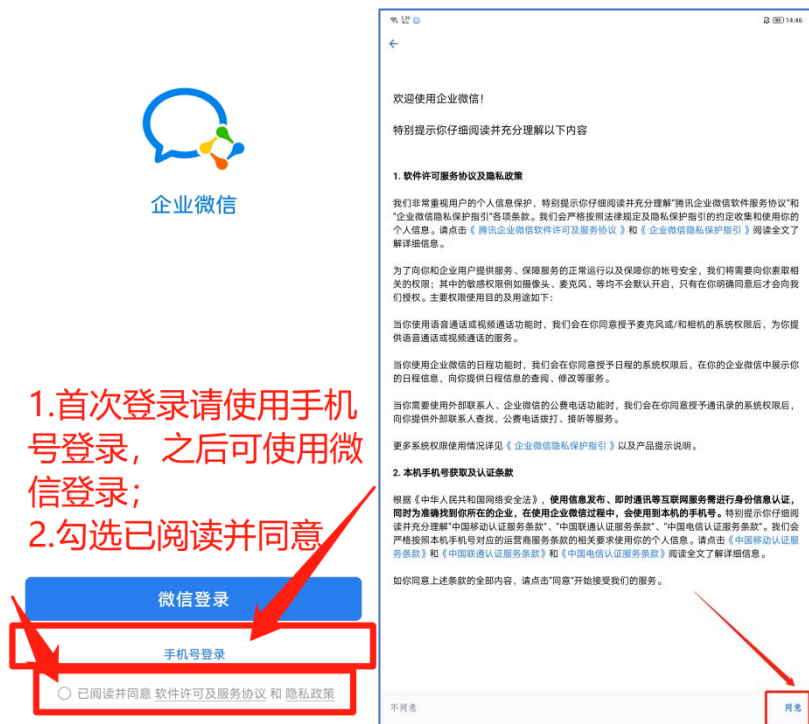 企业微信
1.首次登录请使用手机
号登录，之后可使用微
信登录；
2.勾选已阅读并同意
微信登录
手机号登录
已阅读并同意 软件许可及服务协议 和 隐私政策
14:46
欢迎使用企业微信！
特别提示你仔细阅读并充分理解以下内容
1. 软件许可服务协议及隐私政策
我们非常重视用户的个人信息保护，特别提示你仔细阅读并充分理解“腾讯企业微信软件服务协议”和
“企业微信隐私保护指引”各项条款。我们会严格按照法律规定及隐私保护指引的约定收集和使用你的
个人信息。请点击《 腾讯企业微信软件许可及服务协议 》和《 企业微信隐私保护指引 》阅读全文了
解详细信息。
为了向你和企业用户提供服务、保障服务的正常运行以及保障你的帐号安全，我们将需要向你索取相
关的权限；其中的敏感权限例如摄像头、麦克风、等均不会默认开启，只有在你明确同意后才会向我
们授权。主要权限使用目的及用途如下：
当你使用语音通话或视频通话功能时，我们会在你同意授予麦克风或/和相机的系统权限后，为你提
供语音通话或视频通话的服务。
当你使用企业微信的日程功能时，我们会在你同意授予日程的系统权限后，在你的企业微信中展示你
的日程信息，向你提供日程信息的查阅、修改等服务。
当你需要使用外部联系人、企业微信的公费电话功能时，我们会在你同意授予通讯录的系统权限后，
向你提供外部联系人查找，公费电话拨打、接听等服务。
更多系统权限使用情况详见《 企业微信隐私保护指引 》以及产品提示说明。
2. 本机手机号获取及认证条款
根据《中华人民共和国网络安全法》，使用信息发布、即时通讯等互联网服务需进行身份信息认证，
同时为准确找到你所在的企业，在使用企业微信过程中，会使用到本机的手机号。特别提示你仔细阅
读并充分理解“中国移动认证服务条款”、“中国联通认证服务条款”、“中国电信认证服务条款”。我们会
严格按照本机手机号对应的运营商服务条款的相关要求使用你的个人信息。请点击《中国移动认证服
务条款》和《中国联通认证服务条款》和《中国电信认证服务条款》阅读全文了解详细信息。
如你同意上述条款的全部内容，请点击“同意”开始接受我们的服务。
不同意
同意